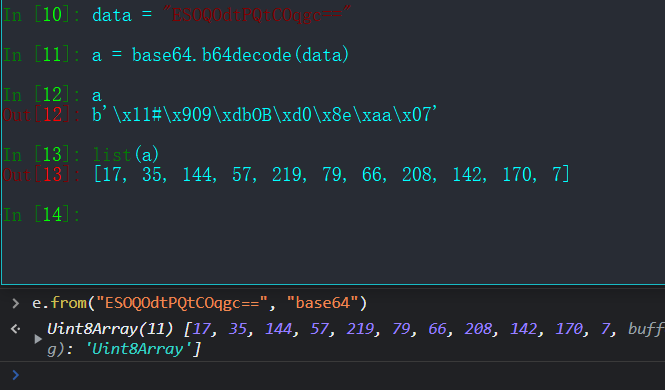 In [10]: data = "ESOQOdtPQtCOqgc=="
In [11]: a = base64.b64decode(data)
In [12]: a
Out[12]: b'\x11#\x909\xdbOB\xd0\x8e\xaa\x07'
In [13]: list(a)
Out[13]: [17, 35, 144, 57, 219, 79, 66, 208, 142, 170, 7]
In [14]:
> e.from("ESOQOdtPQtCOqgc==", "base64")
Uint8Array(11) [17, 35, 144, 57, 219, 79, 66, 208, 142, 170, 7, buff
g): 'Uint8Array']
>